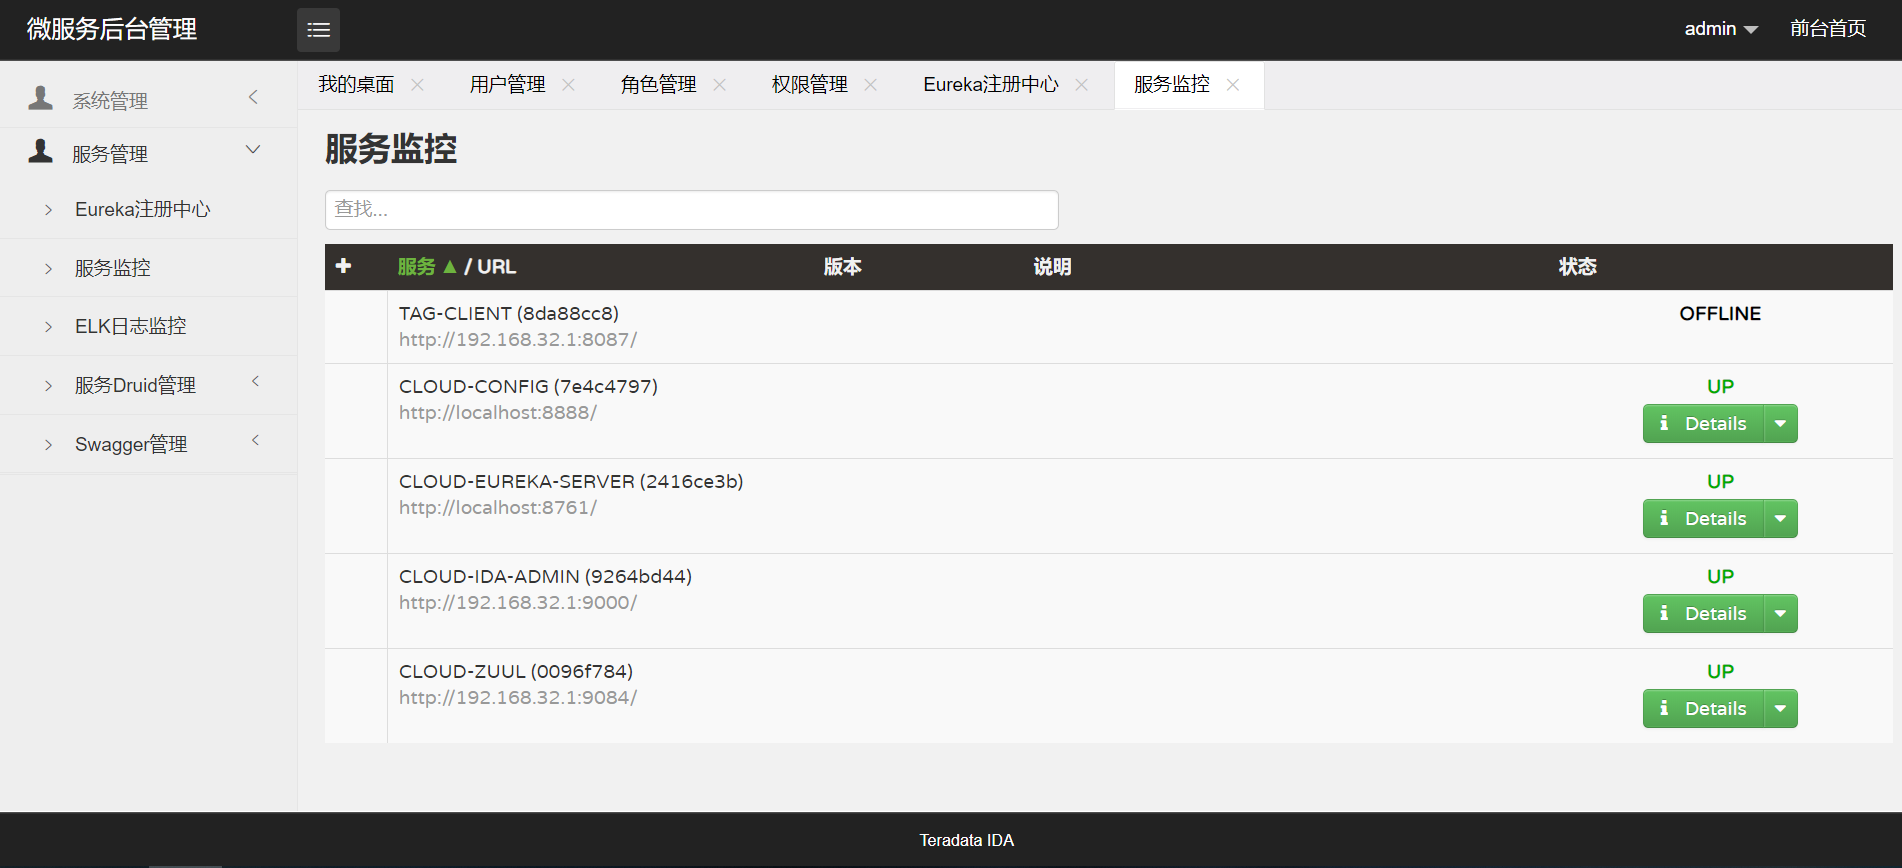 微服务后台管理
admin
前台首页
系统管理
服务管理
Eureka注册中心
服务监控
ELK日志监控
服务Druid管理
Swagger管理
我的桌面
用户管理
角色管理
权限管理
Eureka注册中心
服务监控
服务监控
查找...
服务 ▲ / URL
版本
说明
状态
TAG-CLIENT (8da88cc8)
http://192.168.32.1:8087/
OFFLINE
CLOUD-CONFIG (7e4c4797)
http://localhost:8888/
UP
Details
CLOUD-EUREKA-SERVER (2416ce3b)
http://localhost:8761/
UP
Details
CLOUD-IDA-ADMIN (9264bd44)
http://192.168.32.1:9000/
UP
Details
CLOUD-ZUUL (0096f784)
http://192.168.32.1:9084/
UP
Details
Teradata IDA